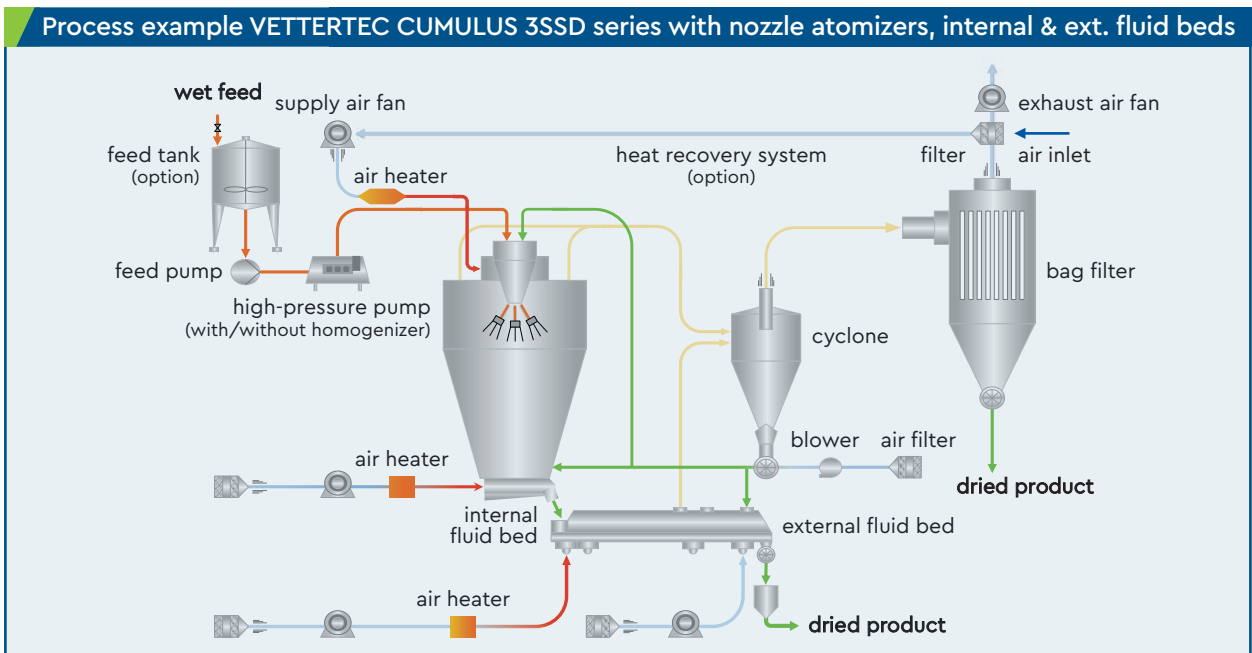 Process example VETTERTEC CUMULUS 3SSD series with nozzle atomizers, internal & ext. fluid beds
wet feed
supply air fan
exhaust air fan
feed tank
(option)
heat recovery system
(option)
filter
air inlet
air heater
feed pump
bag filter
high-pressure pump
(with/without homogenizer)
cyclone
blower
air filter
air heater
dried product
internal
fluid bed
external fluid bed
air heater
dried product